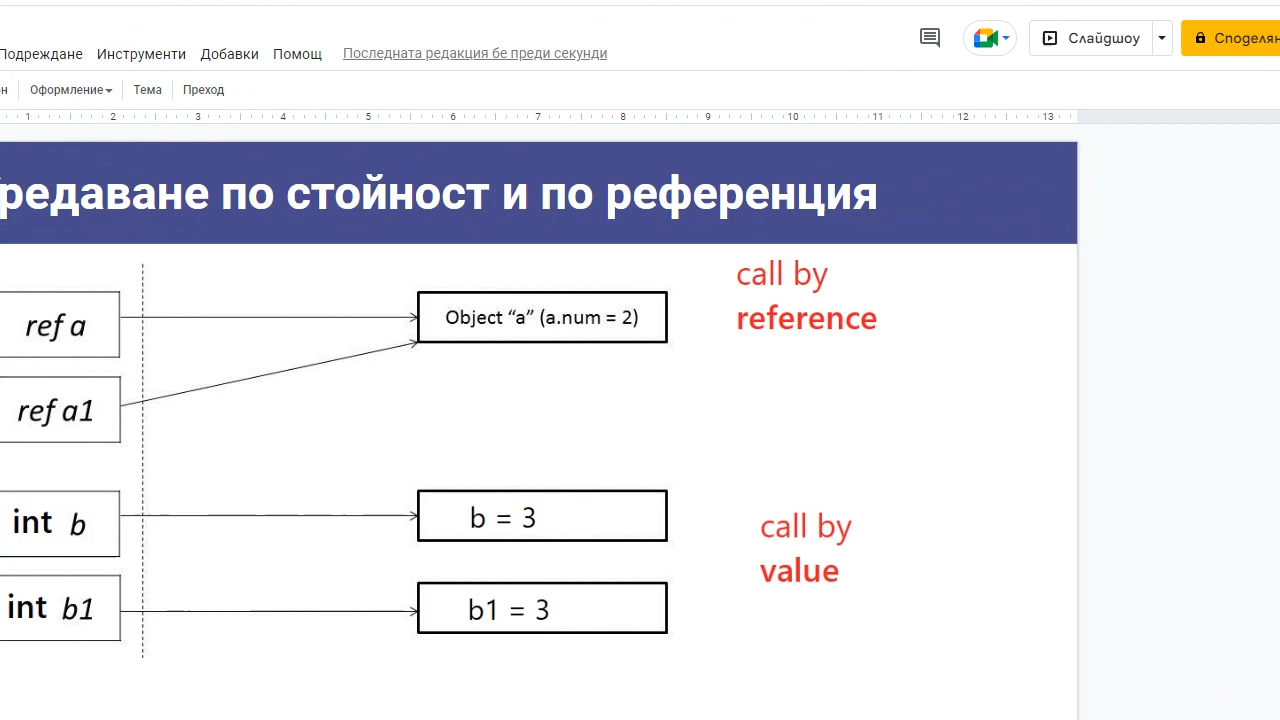 Подреждане Инструменти Добавки Помощ Последната редакция бе преди секунди Слайдшоу
Оформление Тема Преход
1 2 3 4 5 6 7 8 9 10 11 12 13
по стойност и по референция
call by
reference
ref a
Object “a” (a.num = 2)
ref a1
int b
b = 3
call by
value
int b1
b1 = 3